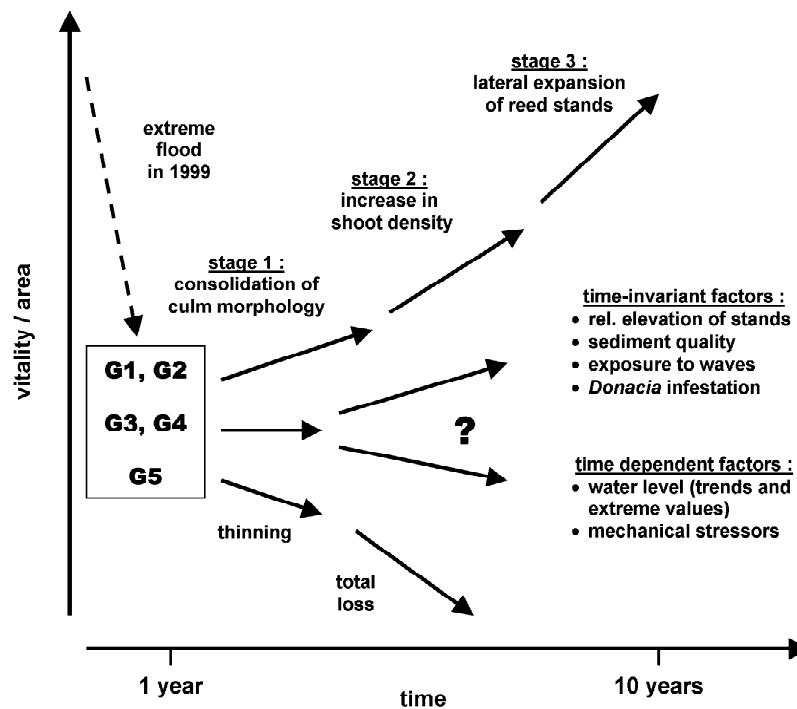 stage 3 :
lateral expansion
of reed stands
extreme
flood
in 1999
stage 2 :
increase in
shoot density
stage 1 :
consolidation of
culm morphology
vitality / area
G1, G2
G3, G4
G5
?
time-invariant factors :
• rel. elevation of stands
• sediment quality
• exposure to waves
• Donacia infestation
time dependent factors :
• water level (trends and
extreme values)
• mechanical stressors
thinning
total
loss
1 year
time
10 years